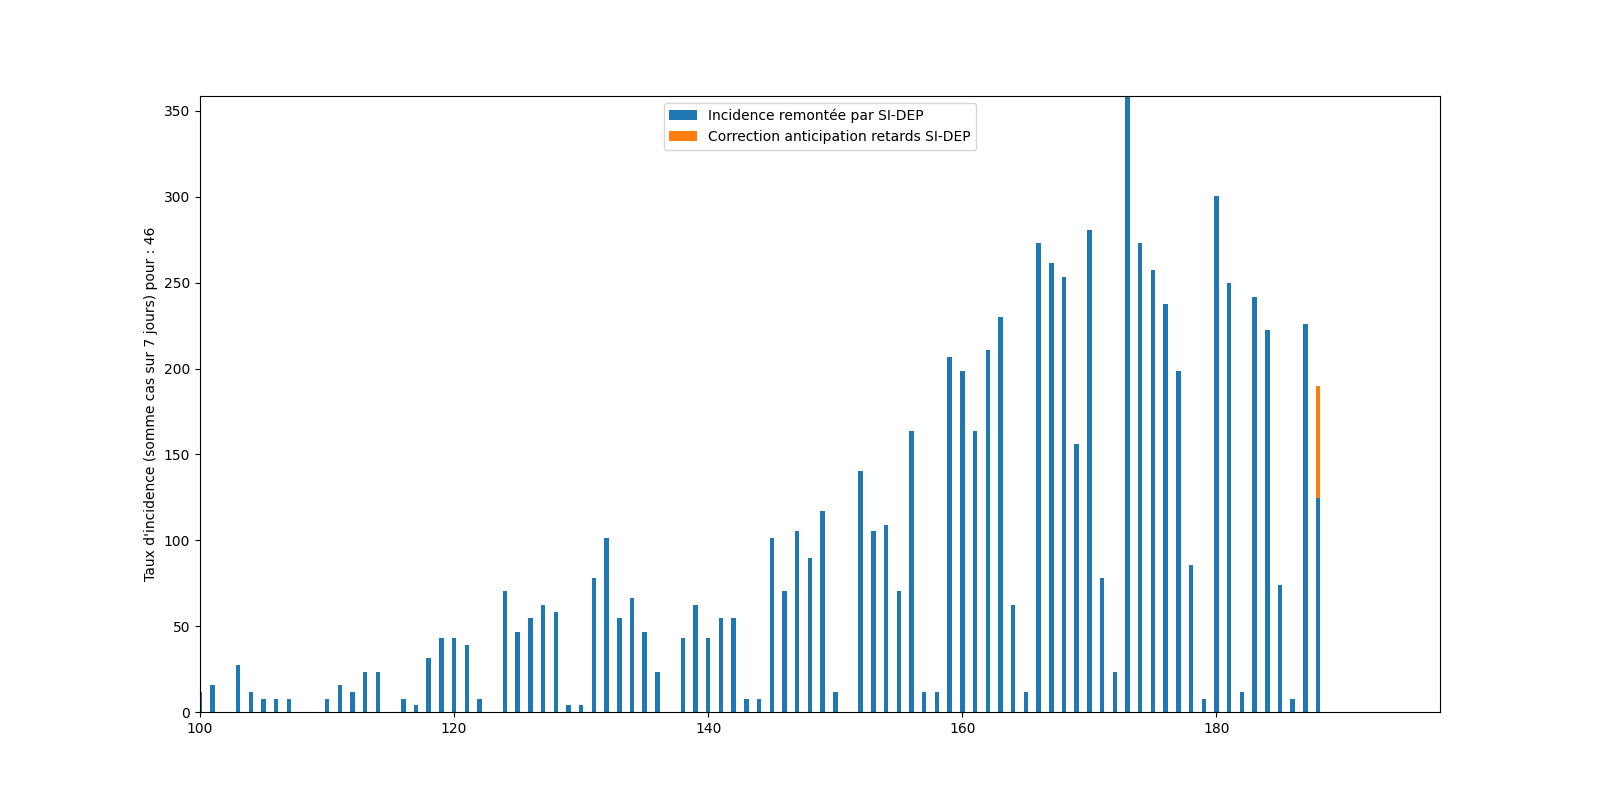 Incidence remontée par SI-DEP
Correction anticipation retards SI-DEP
Taux d'incidence (somme cas sur 7 jours) pour : 46
350
300
250
200
150
100
50
0
100 120 140 160 180